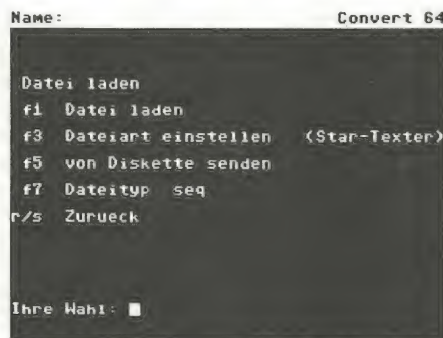 Name: Convert 64
Datei laden
f1 Datei laden
f3 Dateiart einstellen (Star-Texter)
f5 von Diskette senden
f7 Dateityp seq
r/s Zurueck
Ihre Wahl: